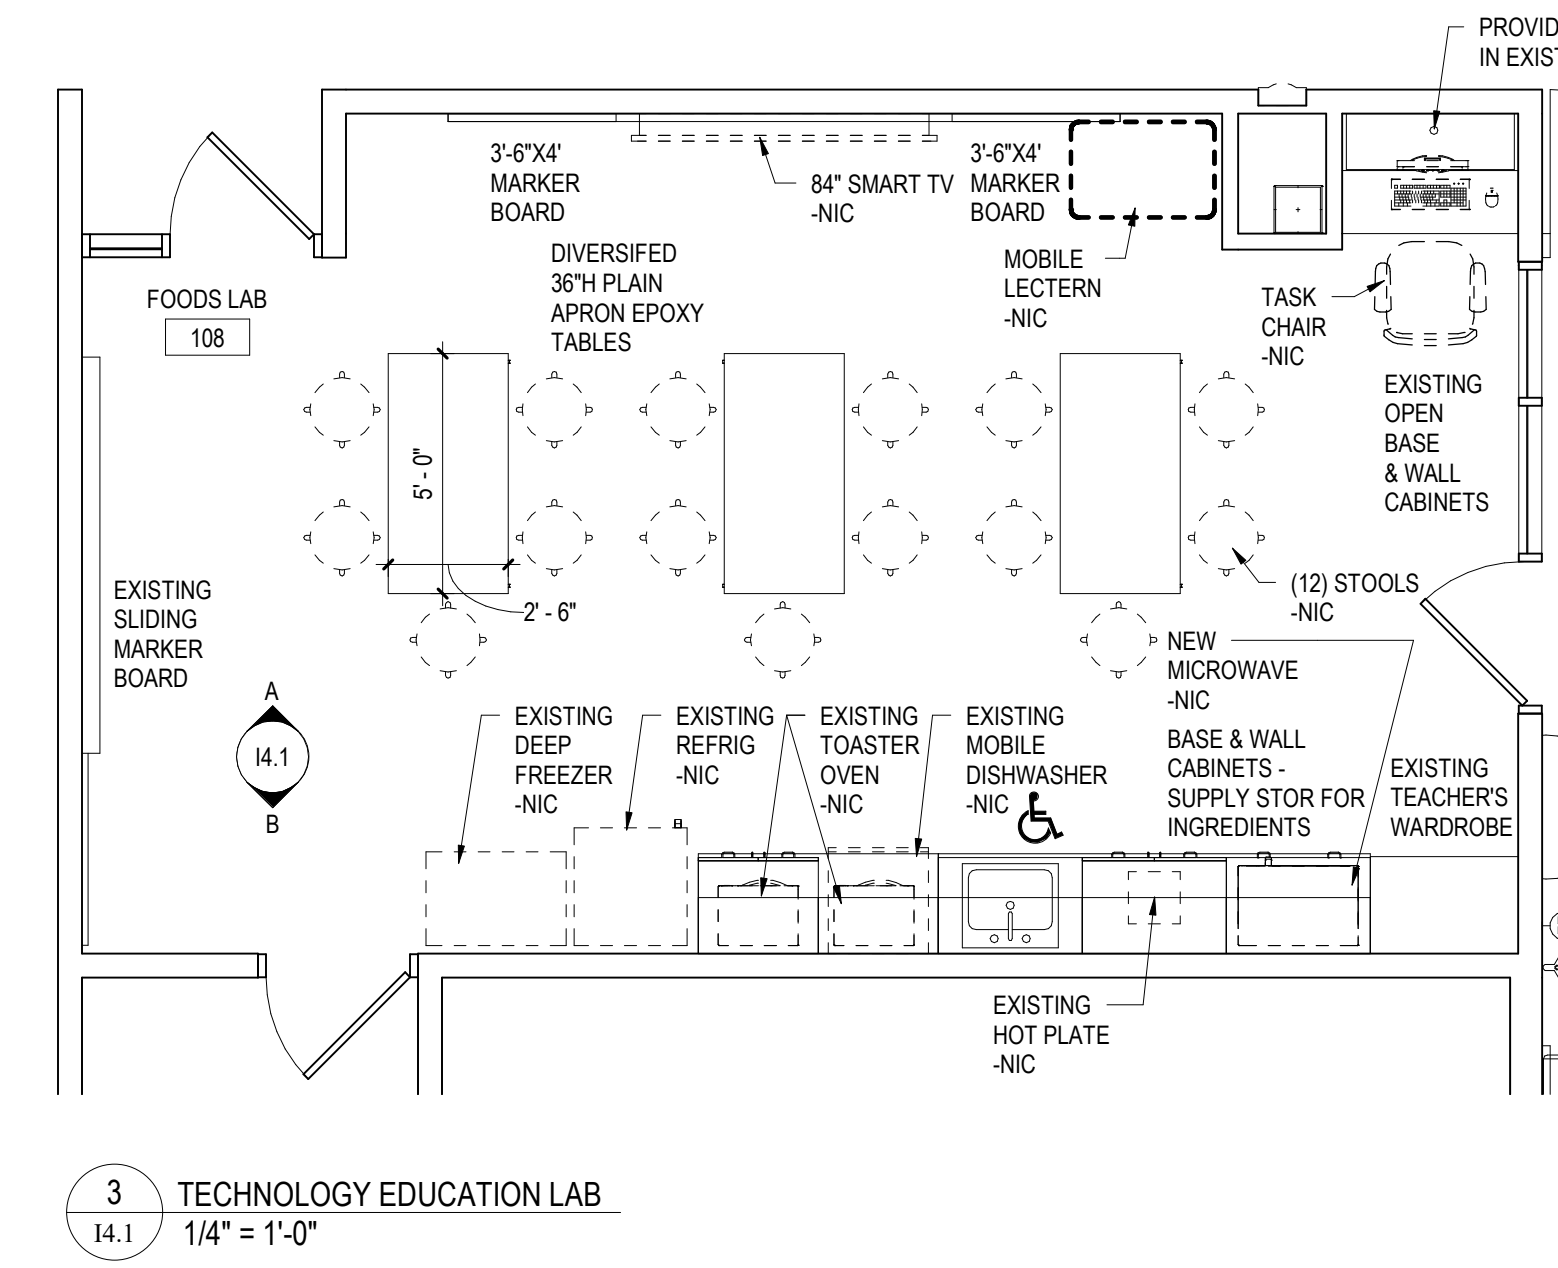 PROVID
IN EXIST
3'-6"X4'
MARKER
BOARD
84" SMART TV
-NIC
3'-6"X4'
MARKER
BOARD
DIVERSIFED
36"H PLAIN
APRON EPOXY
TABLES
MOBILE
LECTERN
-NIC
TASK
CHAIR
-NIC
FOODS LAB
108
EXISTING
OPEN
BASE
& WALL
CABINETS
5' - 0"
2' - 6"
EXISTING
SLIDING
MARKER
BOARD
(12) STOOLS
-NIC
NEW
MICROWAVE
-NIC
A
I4.1
B
EXISTING
DEEP
FREEZER
-NIC
EXISTING
REFRIG
-NIC
EXISTING
TOASTER
OVEN
-NIC
EXISTING
MOBILE
DISHWASHER
-NIC
BASE & WALL
CABINETS -
SUPPLY STOR FOR
INGREDIENTS
EXISTING
TEACHER'S
WARDROBE
EXISTING
HOT PLATE
-NIC
3
I4.1
TECHNOLOGY EDUCATION LAB
1/4" = 1'-0"